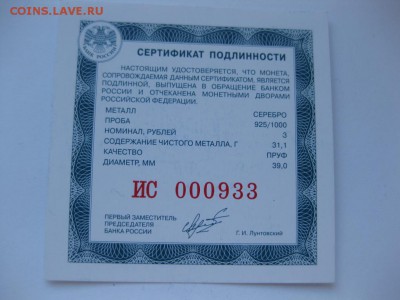 COINS.LAVE.RU
СЕРТИФИКАТ ПОДЛИННОСТИ
НАСТОЯЩИМ УДОСТОВЕРЯЕТСЯ, ЧТО МОНЕТА,
СОПРОВОЖДАЕМАЯ ДАННЫМ СЕРТИФИКАТОМ, ЯВЛЯЕТСЯ
ПОДЛИННОЙ, ВЫПУЩЕНА В ОБРАЩЕНИЕ БАНКОМ
РОССИИ И ОТЧЕКАНЕНА МОНЕТНЫМИ ДВОРАМИ
РОССИЙСКОЙ ФЕДЕРАЦИИ.
МЕТАЛЛ СЕРЕБРО
ПРОБА 925/1000
НОМИНАЛ, РУБЛЕЙ 3
СОДЕРЖАНИЕ ЧИСТОГО МЕТАЛЛА, Г 31,1
КАЧЕСТВО ПРУФ
ДИАМЕТР, ММ 39,0
ИС 000933
ПЕРВЫЙ ЗАМЕСТИТЕЛЬ
ПРЕДСЕДАТЕЛЯ
БАНКА РОССИИ Г. И. Лунтовский